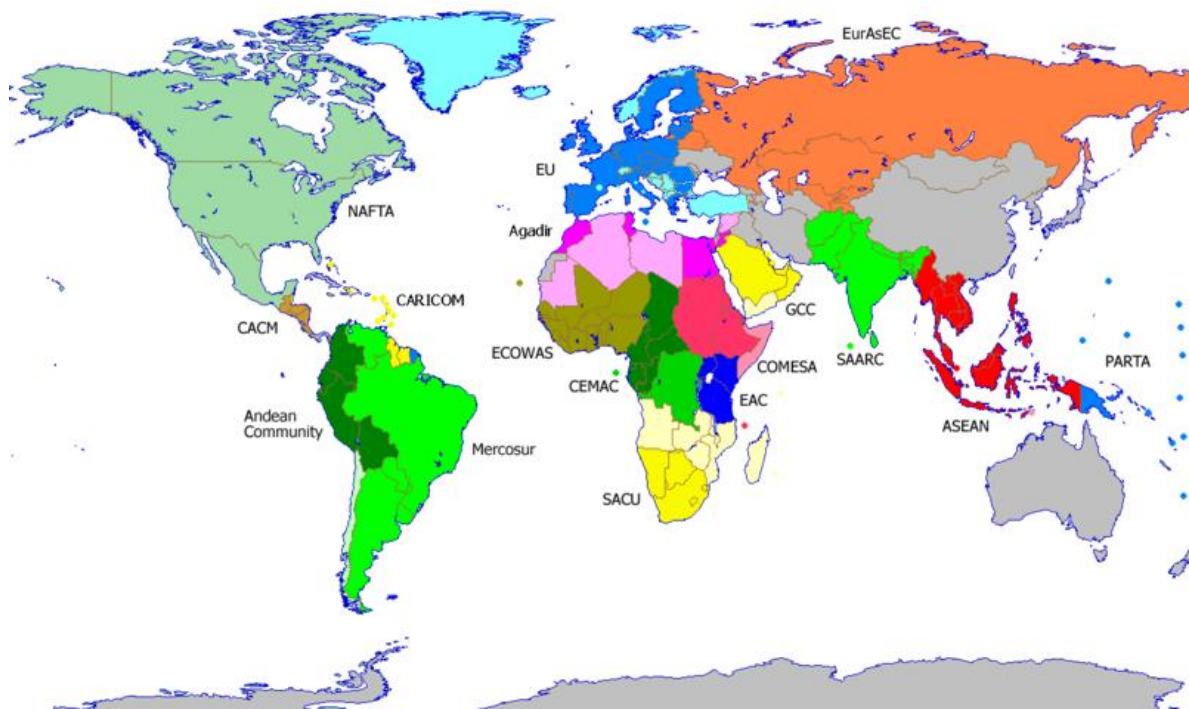 EurAsEC
EU
NAFTA
Agadir
CARICOM
CACM
GCC
ECOWAS
SAARC
COMESA
PARTA
CEMAC
EAC
Andean
Community
ASEAN
Mercosur
SACU